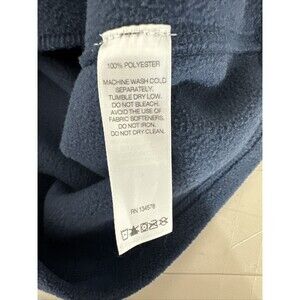 100% POLYESTER
MACHINE WASH COLD
SEPARATELY.
TUMBLE DRY LOW.
DO NOT BLEACH.
AVOID THE USE OF
FABRIC SOFTENERS.
DO NOT IRON.
DO NOT DRY CLEAN.
RN 134578